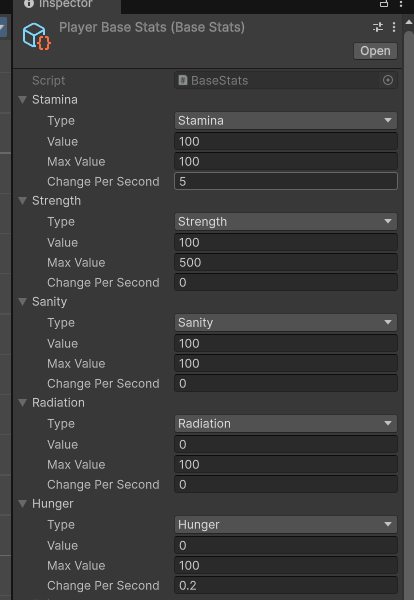 Inspector
Player Base Stats (Base Stats)
Open
Script BaseStats
Stamina
Type Stamina
Value 100
Max Value 100
Change Per Second 5
Strength
Type Strength
Value 100
Max Value 500
Change Per Second 0
Sanity
Type Sanity
Value 100
Max Value 100
Change Per Second 0
Radiation
Type Radiation
Value 0
Max Value 100
Change Per Second 0
Hunger
Type Hunger
Value 0
Max Value 100
Change Per Second 0.2